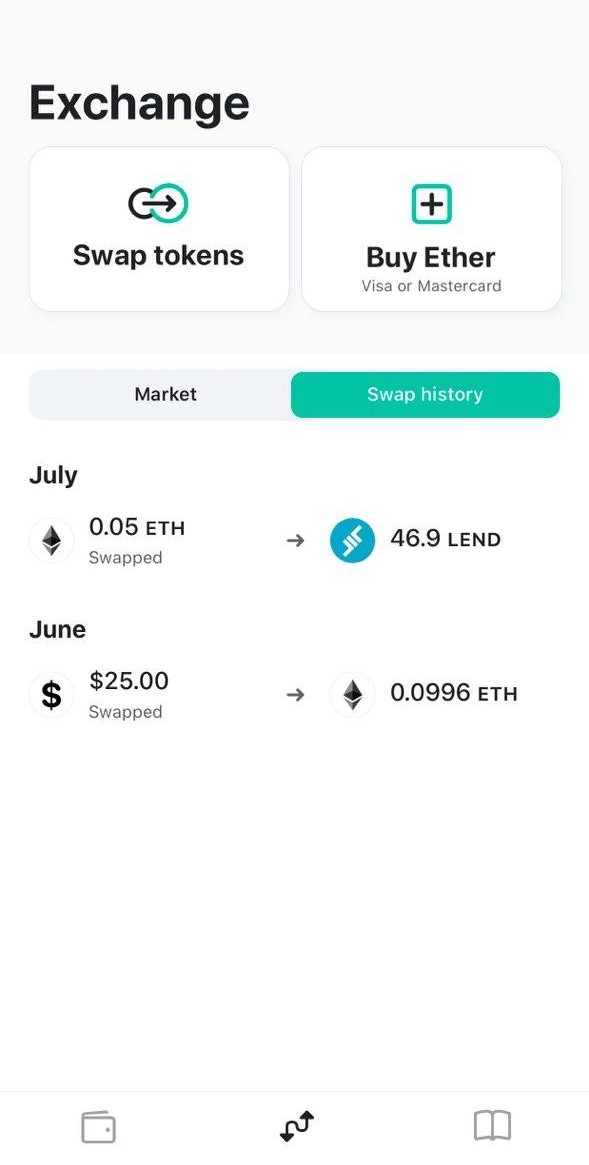 Exchange
Swap tokens
Buy Ether
Visa or Mastercard
Market
Swap history
July
0.05 ETH
Swapped
→
46.9 LEND
June
$
$25.00
Swapped
→
0.0996 ETH